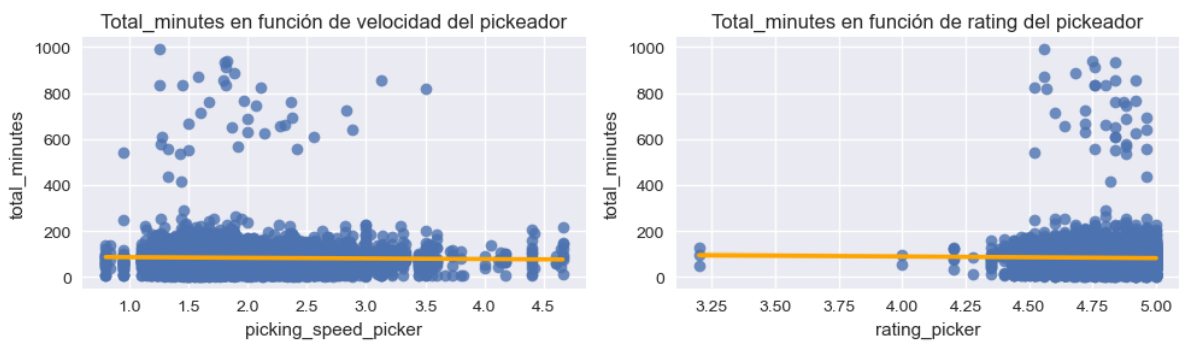 Total_minutes en función de velocidad del pickeador
1000
800
600
400
200
0
total_minutes
1.0 1.5 2.0 2.5 3.0 3.5 4.0 4.5
picking_speed_picker
Total_minutes en función de rating del pickeador
1000
800
600
400
200
0
total_minutes
3.25 3.50 3.75 4.00 4.25 4.50 4.75 5.00
rating_picker